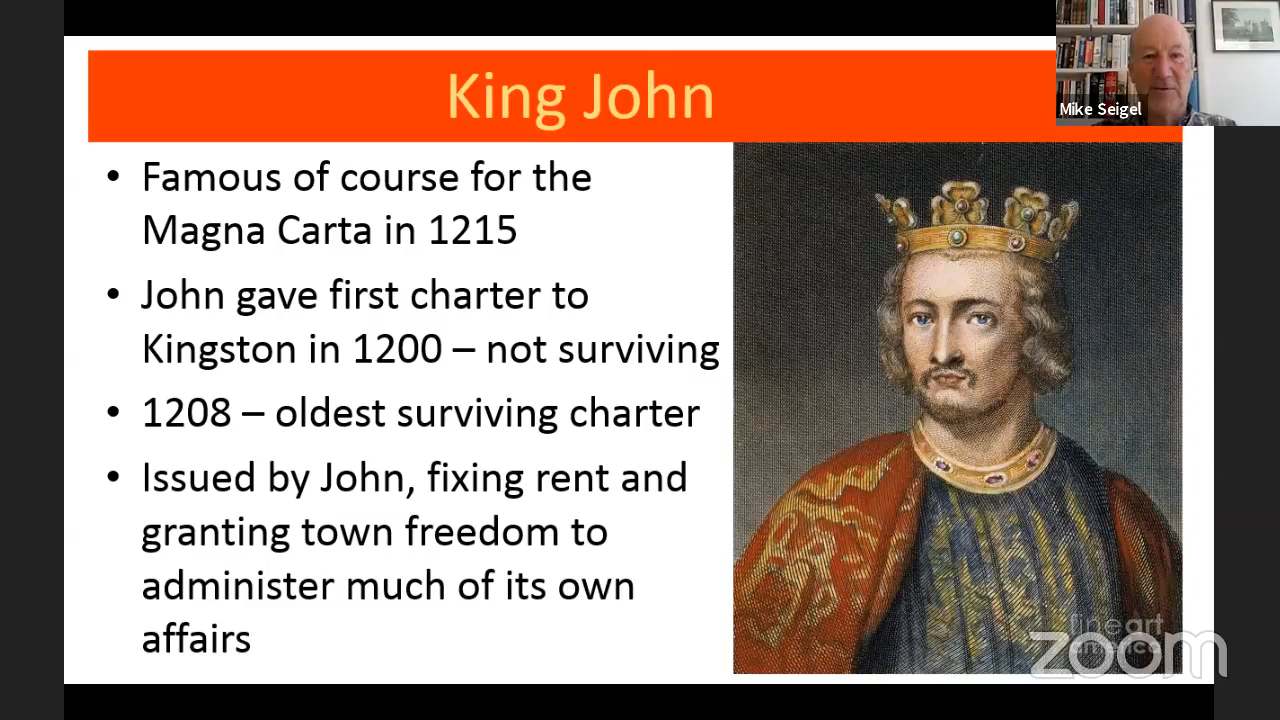 King John
Mike Seigel
• Famous of course for the
Magna Carta in 1215
• John gave first charter to
Kingston in 1200 – not surviving
• 1208 – oldest surviving charter
• Issued by John, fixing rent and
granting town freedom to
administer much of its own
affairs
fineart
america
zoom